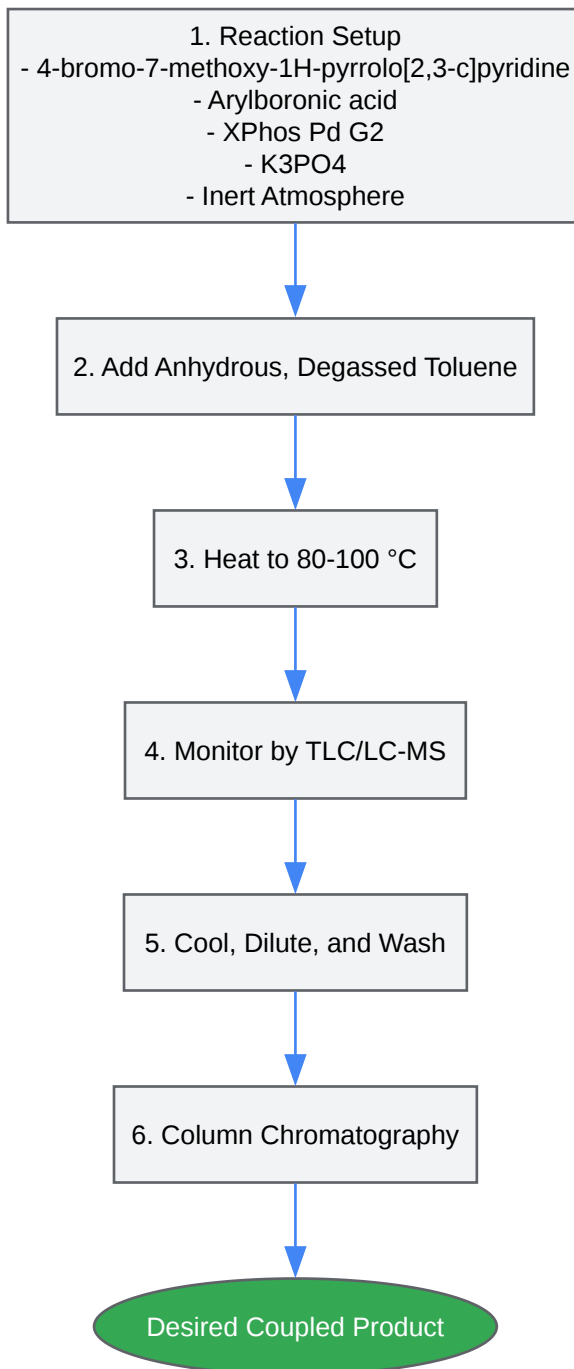 1. Reaction Setup
- 4-bromo-7-methoxy-1H-pyrrolo[2,3-c]pyridine
- Arylboronic acid
- XPhos Pd G2
- K3PO4
- Inert Atmosphere
2. Add Anhydrous, Degassed Toluene
3. Heat to 80-100 °C
4. Monitor by TLC/LC-MS
5. Cool, Dilute, and Wash
6. Column Chromatography
Desired Coupled Product